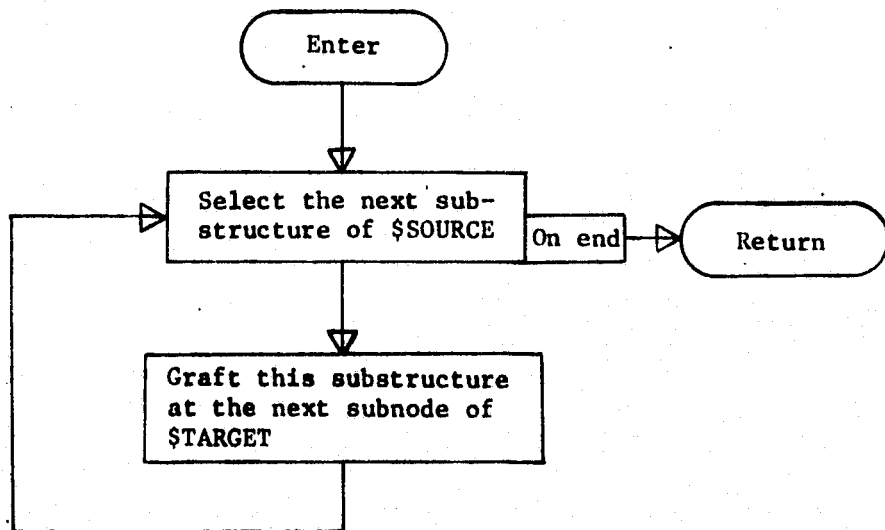 Enter
Select the next sub-
structure of $SOURCE
On end
Return
Graft this substructure
at the next subnode of
$TARGET